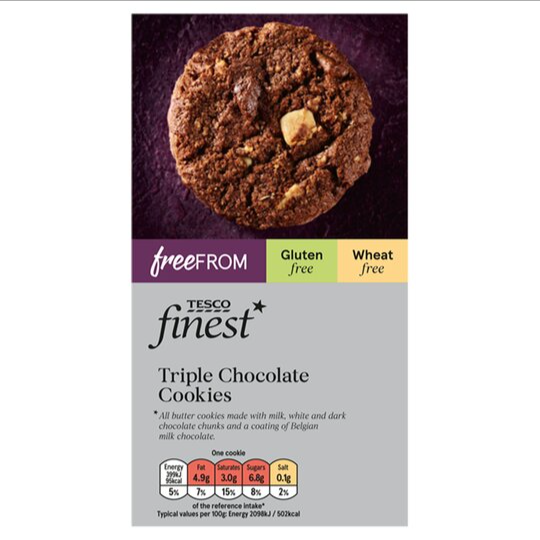 freeFROM
Gluten
free
Wheat
free
TESCO
finest*
Triple Chocolate
Cookies
*All butter cookies made with milk, white and dark
chocolate chunks and a coating of Belgian
milk chocolate.
One cookie
Energy Fat Saturates Sugars Salt
399kJ
95kcal 4.9g 3.0g 6.8g 0.1g
5% 7% 15% 8% 2%
of the reference intake*
Typical values per 100g: Energy 2098kJ / 502kcal